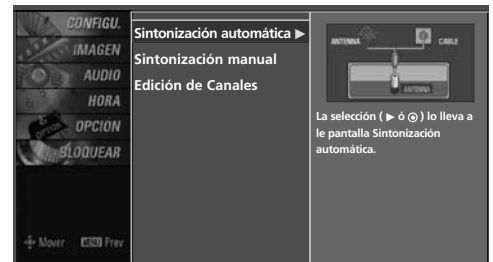 CONFIGU.
IMAGEN
AUDIO
HORA
OPCION
BLOQUEAR
Mover MENU Prev
Sintonización automática ▶
Sintonización manual
Edición de Canales
ANTENNA
CABLE
ANTENNA
La selección ( ▶ ó ◉ ) lo lleva a
le pantalla Sintonización
automática.